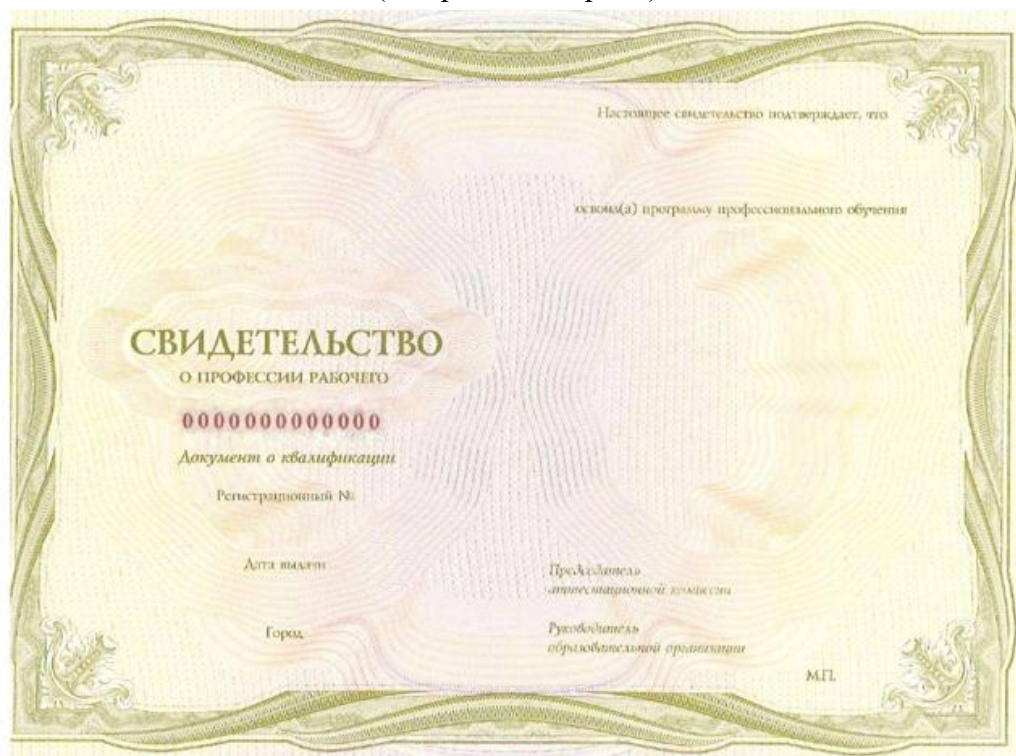 СВИДЕТЕЛЬСТВО
О ПРОФЕССИИ РАБОЧЕГО
0000000000000
Документ о квалификации
Регистрационный №
Дата выдачи
Город
Настоящее свидетельство подтверждает, что
освоил(а) программу профессионального обучения
Председатель
аттестационной комиссии
Руководитель
образовательной организации
М.П.